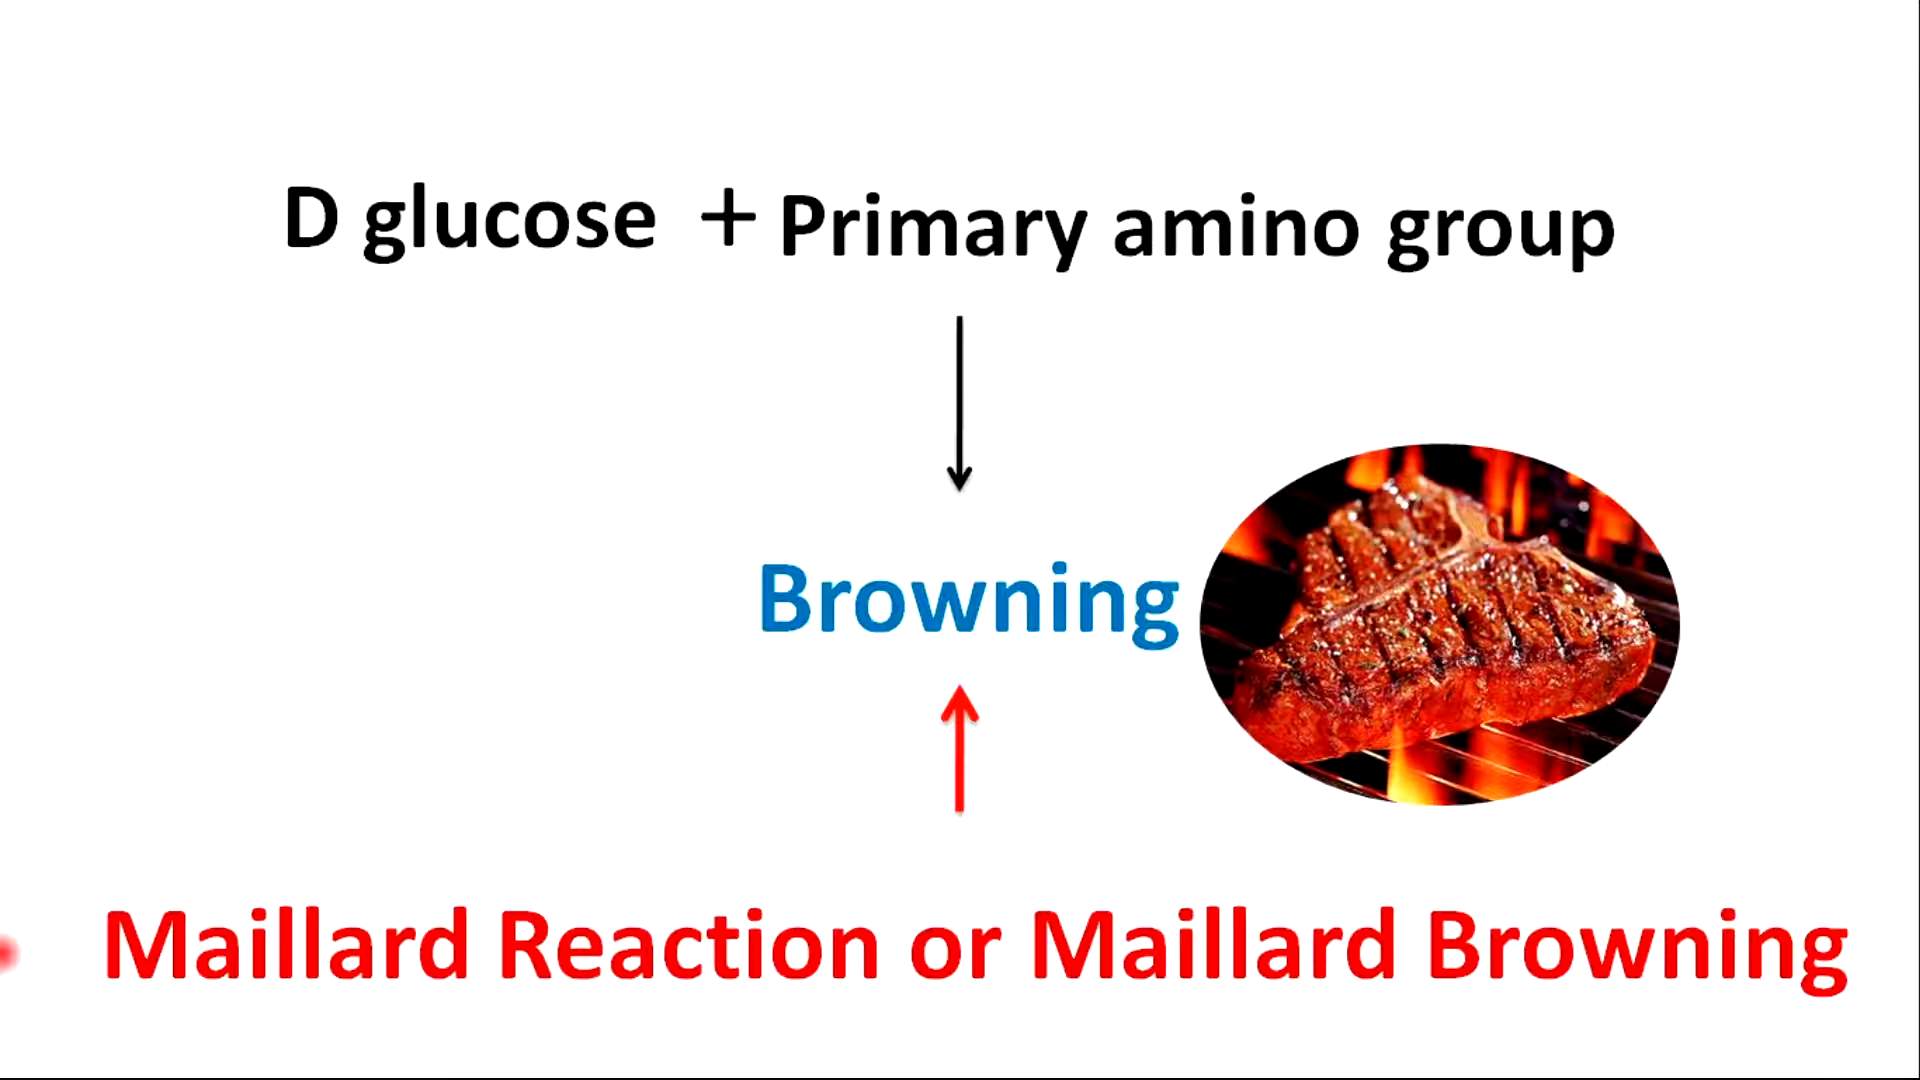 D glucose + Primary amino group
Browning
Maillard Reaction or Maillard Browning